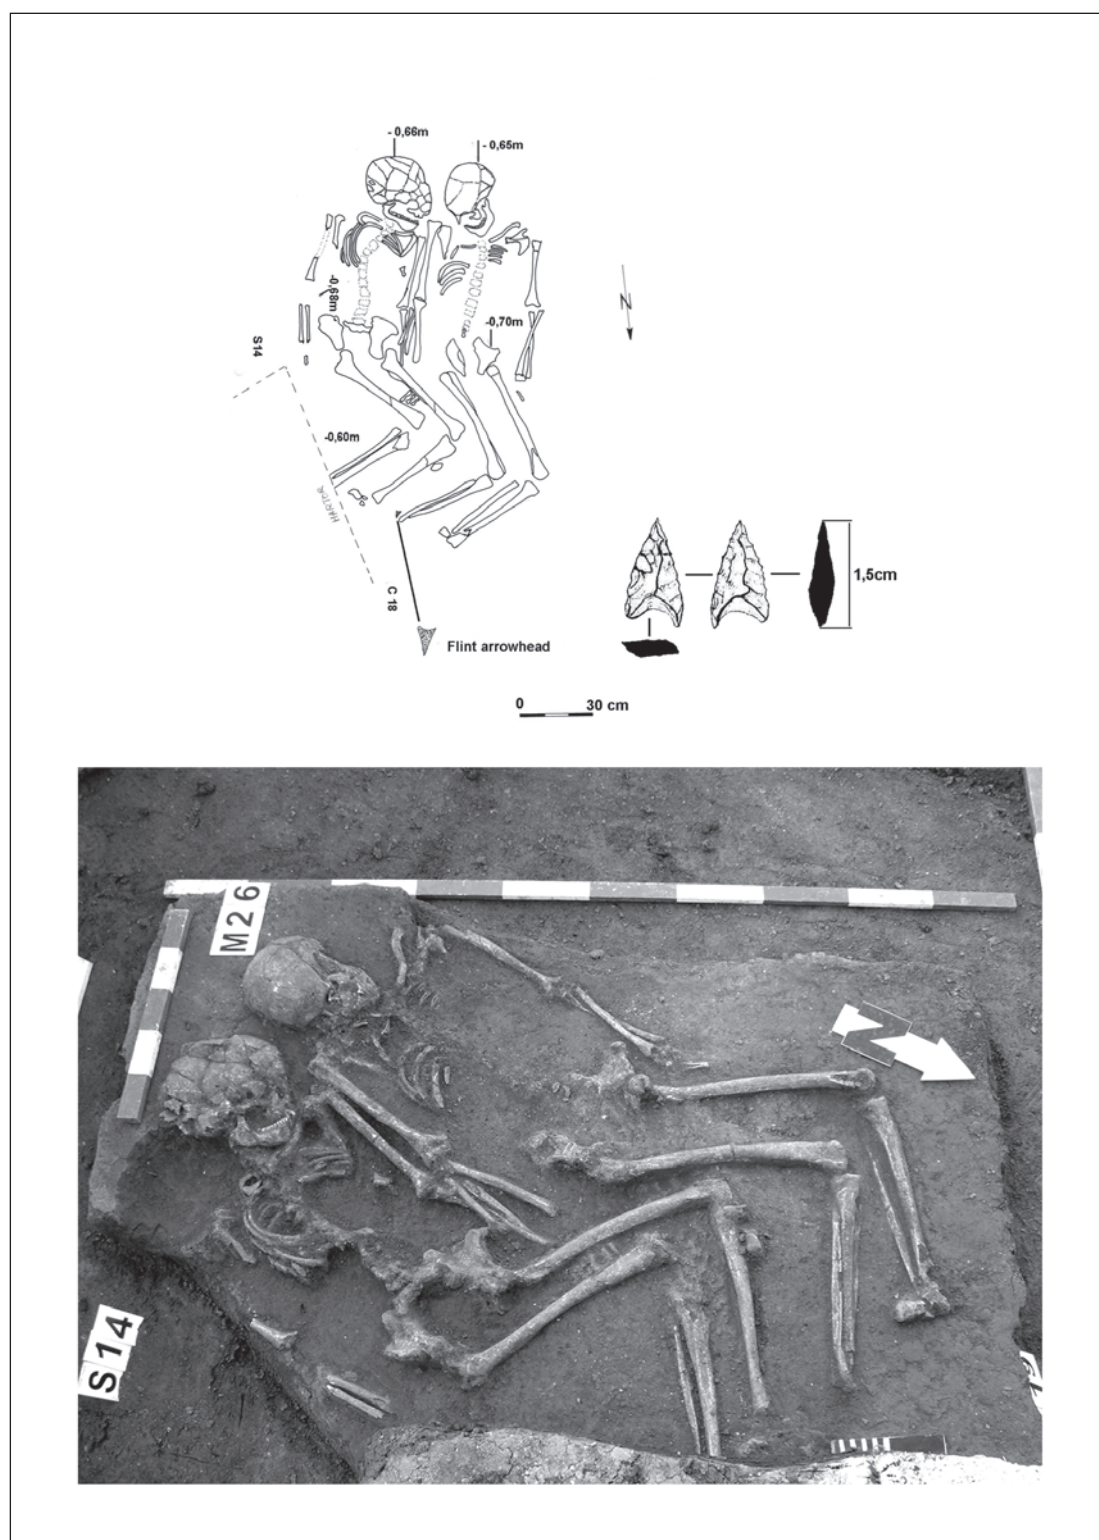 - 0,66m
- 0,65m
-0,68m
-0,70m
N
S14
-0,60m
HARTOR
C 18
Flint arrowhead
1,5cm
0 30 cm
M26
N
S14